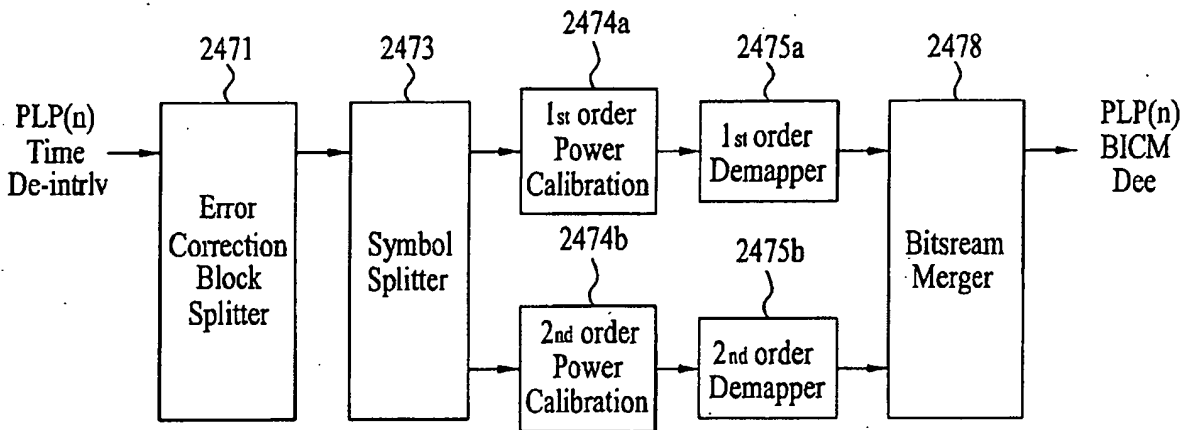 2471
2473
2474a
2475a
2478
PLP(n)
Time
De-intrlv
Error
Correction
Block
Splitter
Symbol
Splitter
1st order
Power
Calibration
1st order
Demapper
2474b
2475b
2nd order
Power
Calibration
2nd order
Demapper
Bitsream
Merger
PLP(n)
BICM
Dee